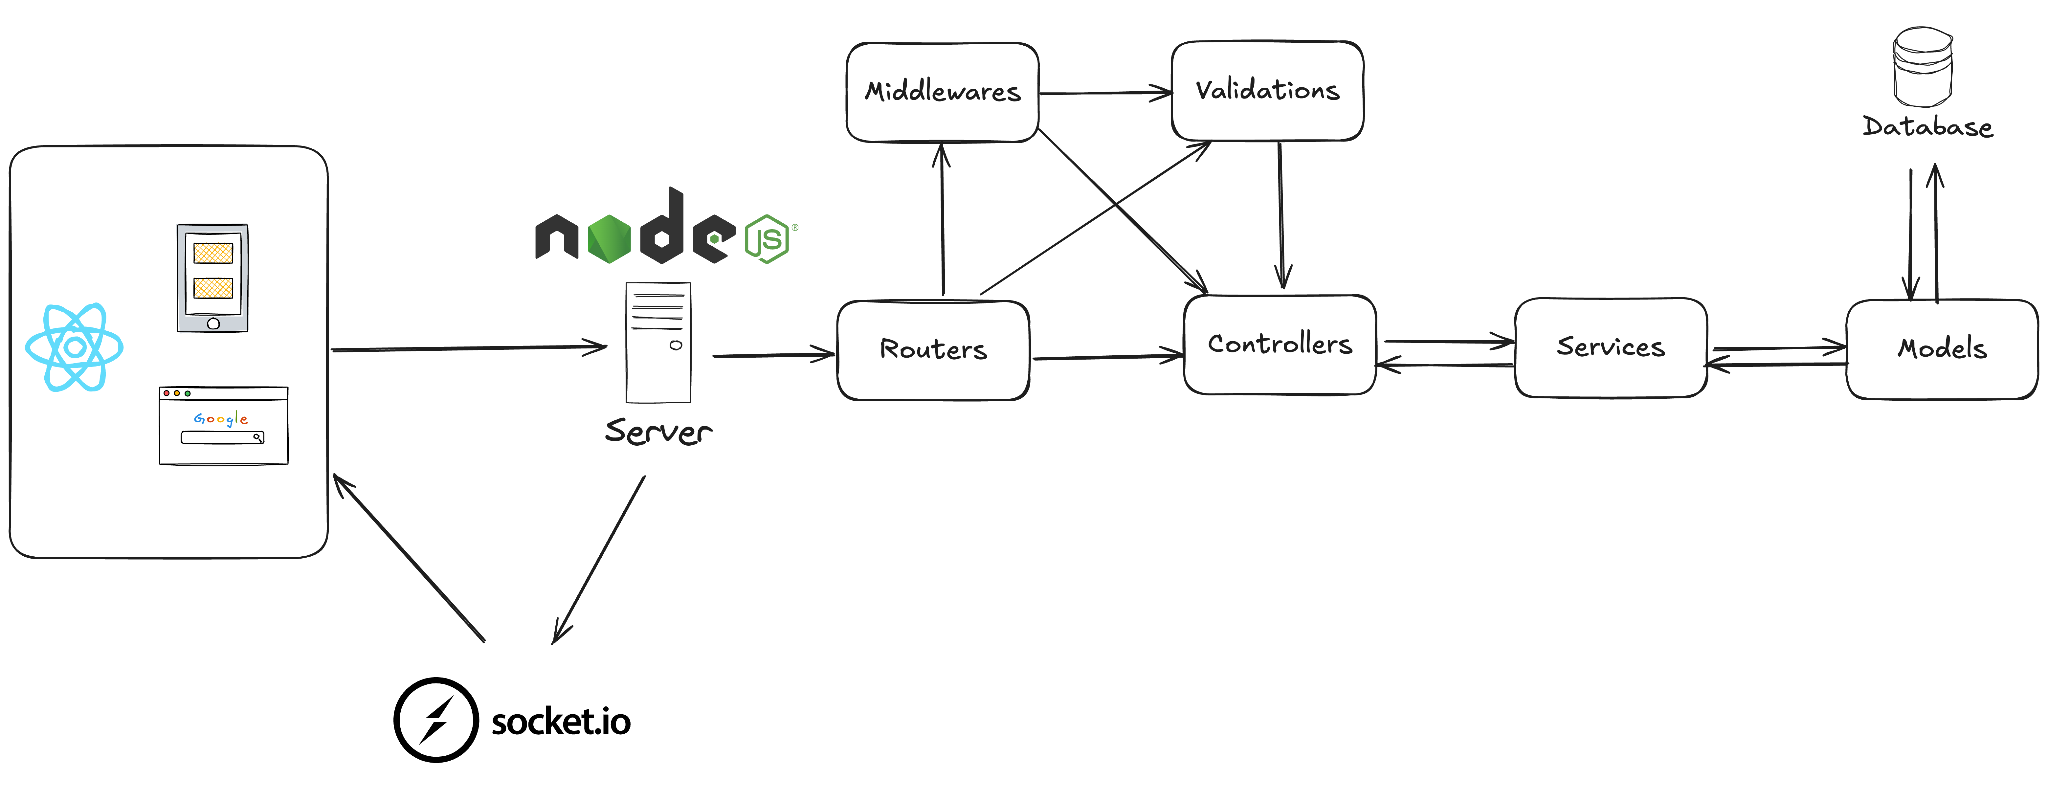 Middlewares
Validations
Database
node
JS®
Google
Server
Routers
Controllers
Services
Models
socket.io